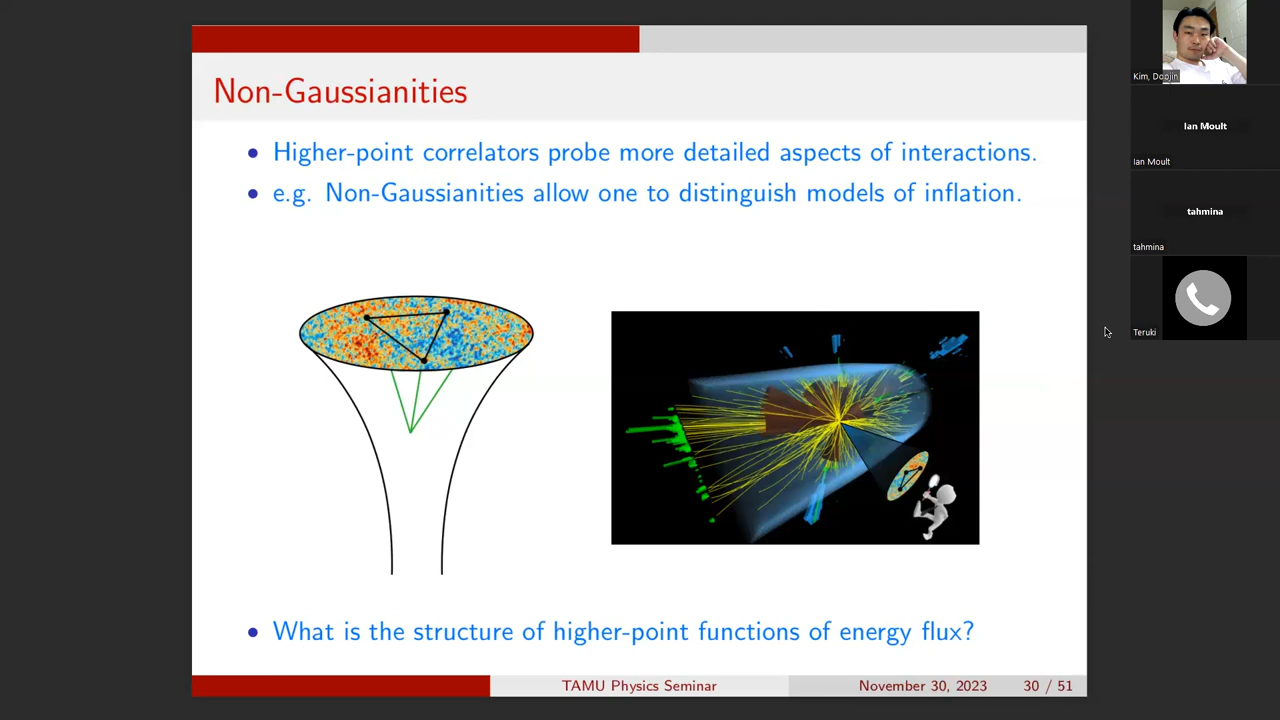 Non-Gaussianities
Higher-point correlators probe more detailed aspects of interactions.
e.g. Non-Gaussianities allow one to distinguish models of inflation.
What is the structure of higher-point functions of energy flux?
TAMU Physics Seminar
November 30, 2023
30 / 51
Kim, Doojin
Ian Moult
Ian Moult
tahmina
tahmina
Teruki